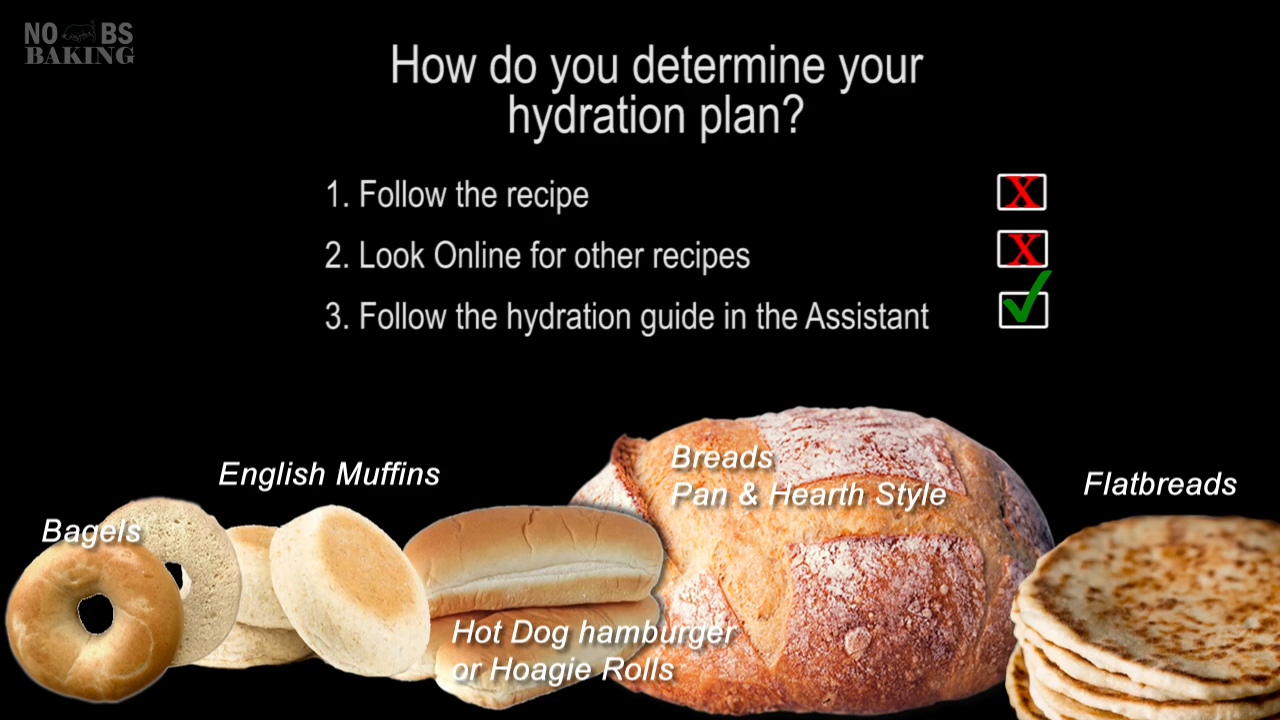 NO BS
BAKING
How do you determine your
hydration plan?
1. Follow the recipe
X
2. Look Online for other recipes
X
3. Follow the hydration guide in the Assistant
English Muffins
Breads
Pan & Hearth Style
Flatbreads
Bagels
Hot Dog hamburger
or Hoagie Rolls